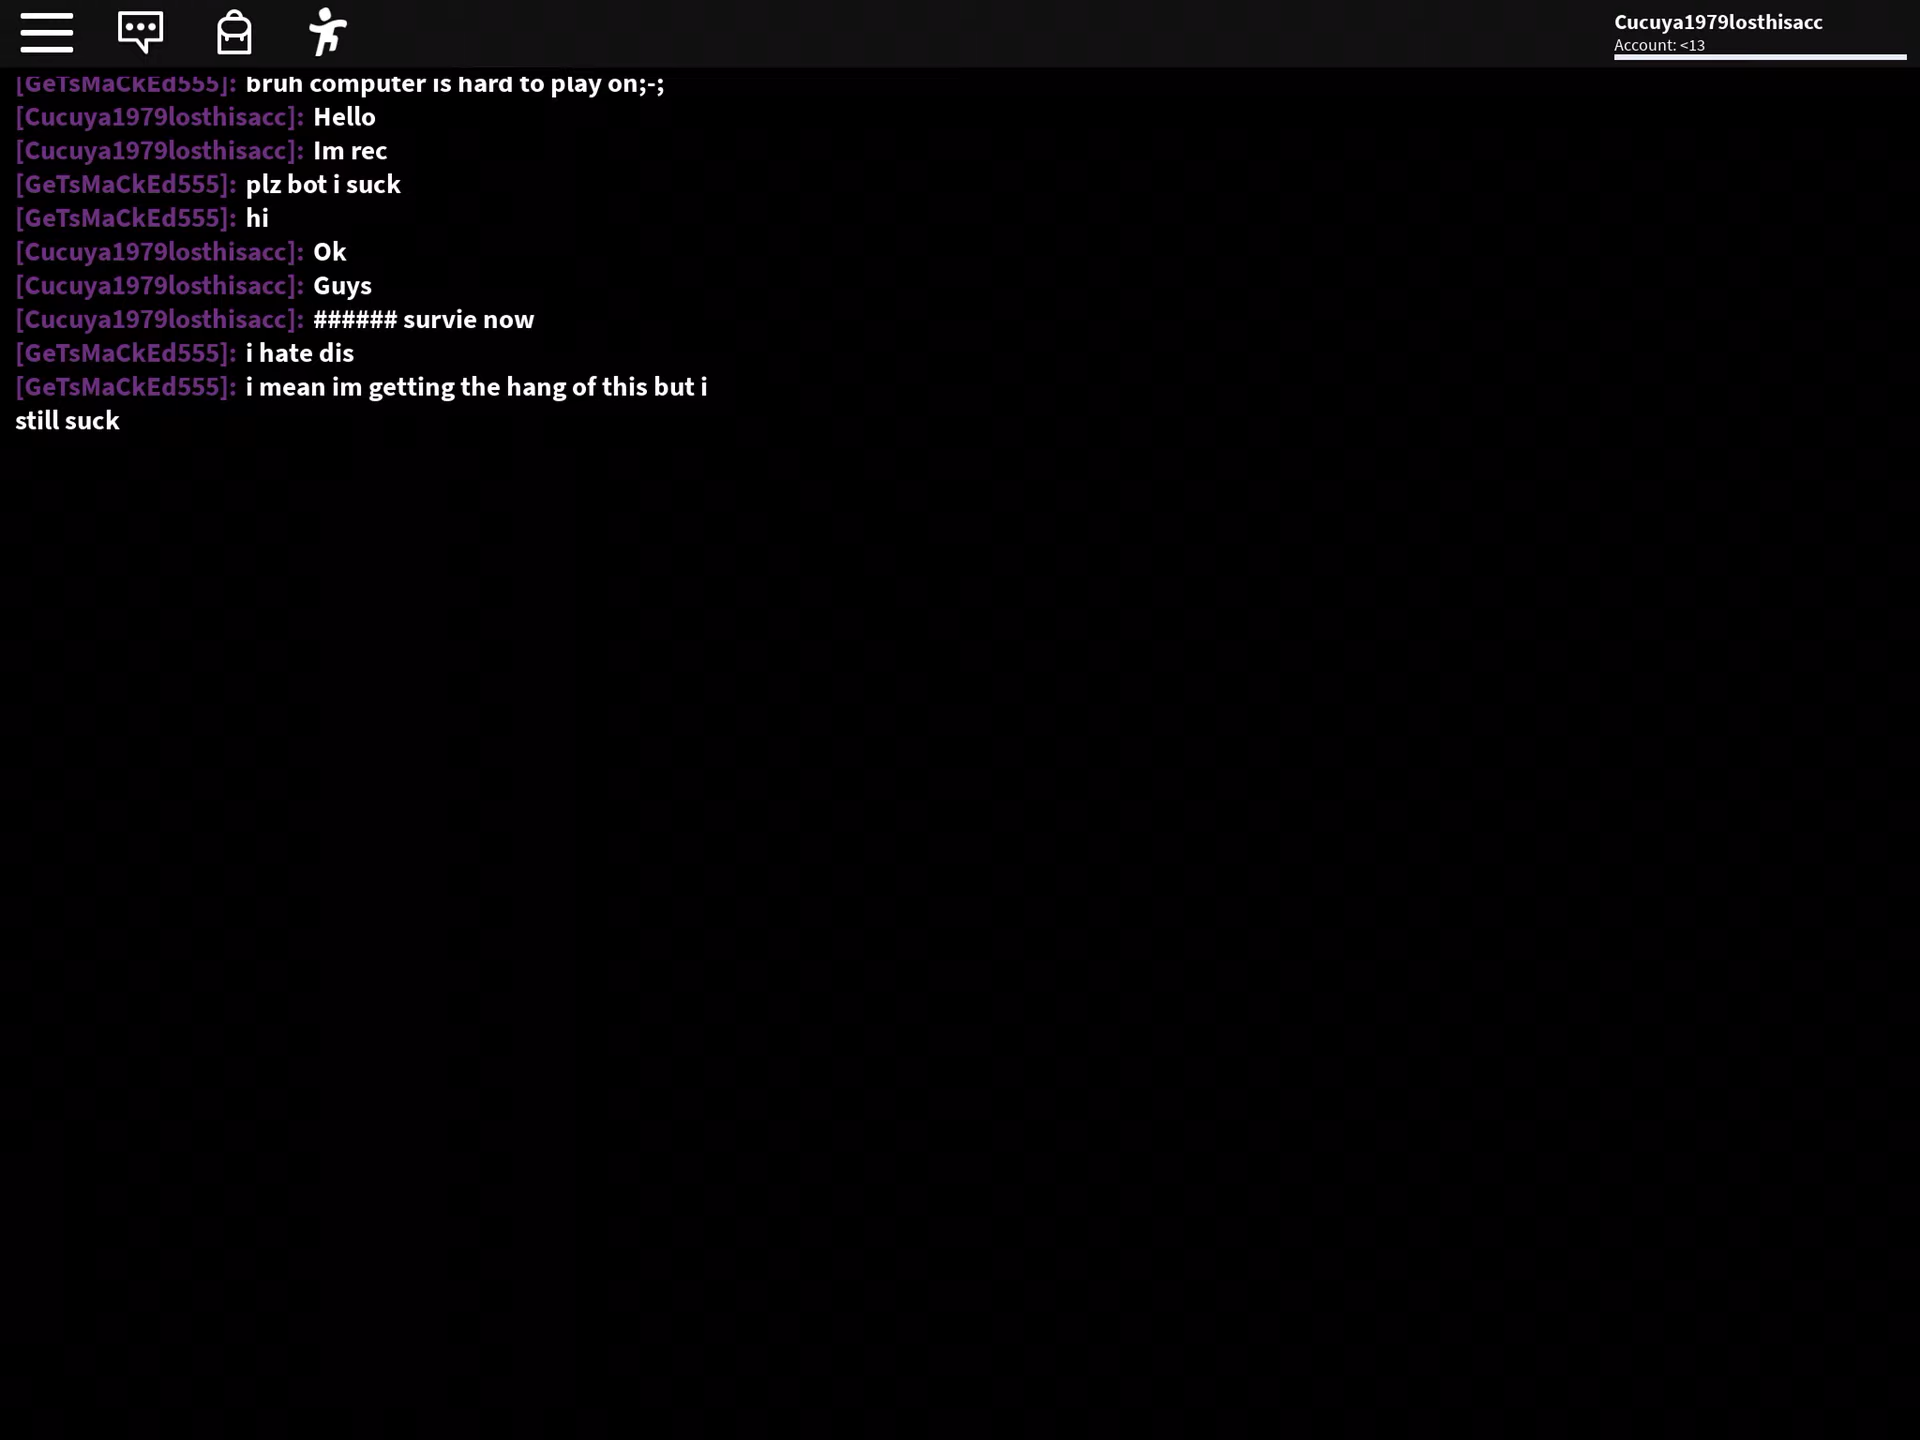 Cucuya1979losthisacc
Account: <13
[GeTsMaCkEd555]: bruh computer is hard to play on;-;
[Cucuya1979losthisacc]: Hello
[Cucuya1979losthisacc]: Im rec
[GeTsMaCkEd555]: plz bot i suck
[GeTsMaCkEd555]: hi
[Cucuya1979losthisacc]: Ok
[Cucuya1979losthisacc]: Guys
[Cucuya1979losthisacc]: ###### survie now
[GeTsMaCkEd555]: i hate dis
[GeTsMaCkEd555]: i mean im getting the hang of this but i
still suck